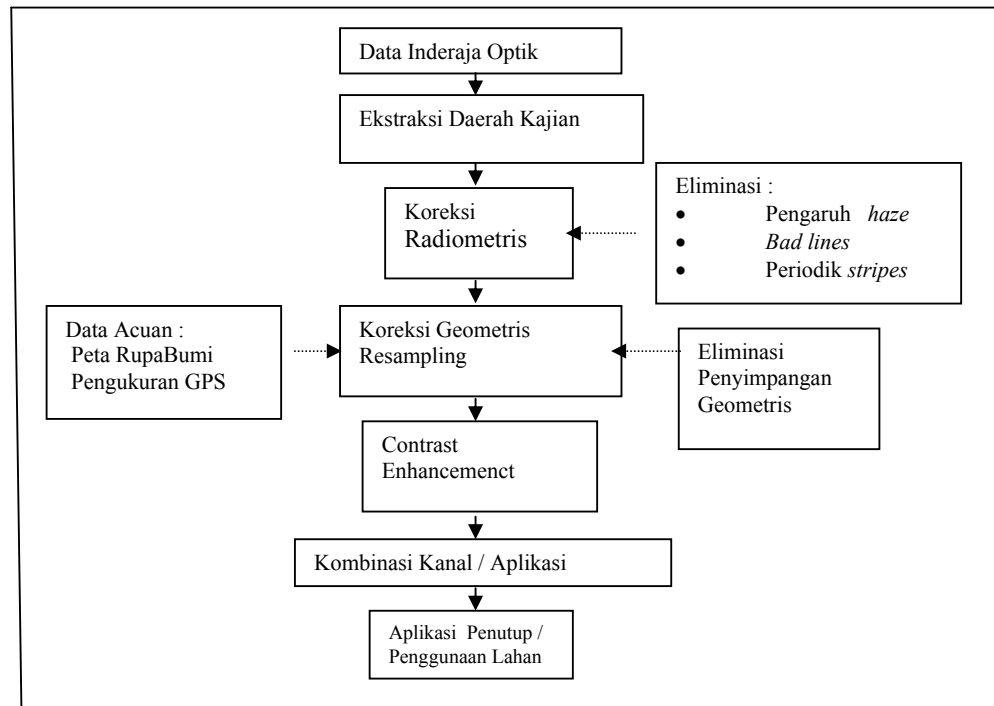 Data Inderaja Optik
Ekstraksi Daerah Kajian
Koreksi
Radiometris
Eliminasi :
• Pengaruh haze
• Bad lines
• Periodik stripes
Data Acuan :
Peta RupaBumi
Pengukuran GPS
Koreksi Geometris
Resampling
Eliminasi
Penyimpangan
Geometris
Contrast
Enhancemenct
Kombinasi Kanal / Aplikasi
Aplikasi Penutup /
Penggunaan Lahan